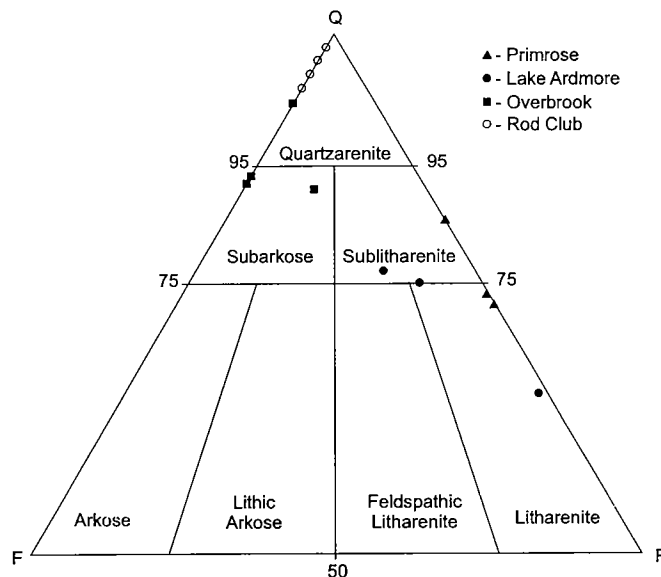 Q
▲ - Primrose
● - Lake Ardmore
■ - Overbrook
○ - Rod Club
95 Quartzarenite 95
Subarkose Sublitharenite
75 75
Arkose
Lithic
Arkose
Feldspathic
Litharenite
Litharenite
F
50